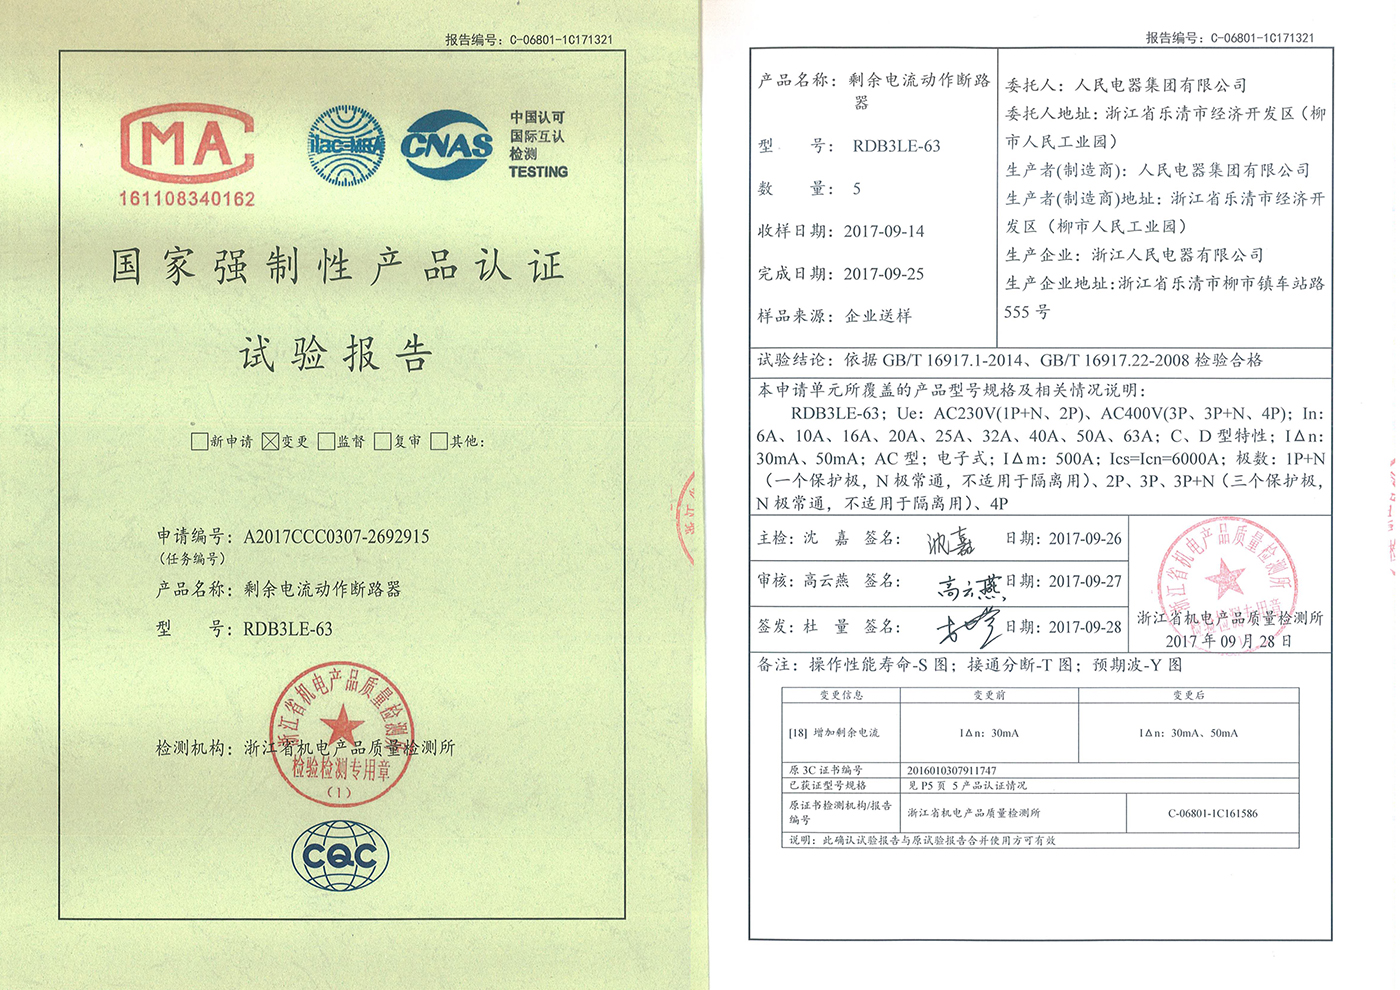 报告编号：C-06801-1C171321
MA
161108340162
ilac-MRA
CNAS
中国认可
国际互认
检测
TESTING
国家强制性产品认证
试验报告
□新申请 ☒变更 □监督 □复审 □其他:
申请编号：A2017CCC0307-2692915
（任务编号）
产品名称：剩余电流动作断路器
型　　号：RDB3LE-63
检测机构：浙江省机电产品质量检测所
浙江省机电产品质量检测所
检验检测专用章
（1）
CQC
报告编号：C-06801-1C171321
产品名称：剩余电流动作断路
器
型　　号： RDB3LE-63
数　　量： 5
收样日期：2017-09-14
完成日期：2017-09-25
样品来源：企业送样
委托人：人民电器集团有限公司
委托人地址：浙江省乐清市经济开发区（柳
市人民工业园）
生产者(制造商)：人民电器集团有限公司
生产者(制造商)地址：浙江省乐清市经济开
发区（柳市人民工业园）
生产企业：浙江人民电器有限公司
生产企业地址:浙江省乐清市柳市镇车站路
555 号
试验结论：依据 GB/T 16917.1-2014、GB/T 16917.22-2008 检验合格
本申请单元所覆盖的产品型号规格及相关情况说明：
RDB3LE-63；Ue：AC230V(1P+N、2P)、AC400V(3P、3P+N、4P)；In：
6A、10A、16A、20A、25A、32A、40A、50A、63A；C、D 型特性；IΔn：
30mA、50mA；AC 型；电子式；IΔm：500A；Ics=Icn=6000A；极数：1P+N
（一个保护极，N 极常通，不适用于隔离用）、2P、3P、3P+N（三个保护极，
N 极常通，不适用于隔离用）、4P
主检：沈　嘉　签名： 沈嘉 日期：2017-09-26
审核：高云燕　签名： 高云燕 日期：2017-09-27
签发：杜　量　签名： 日期：2017-09-28
浙江省机电产品质量检测所
检验检测专用章
浙江省机电产品质量检测所
2017 年 09 月 28 日
备注：操作性能寿命-S 图；接通分断-T 图；预期波-Y 图
变更信息 变更前 变更后
[18] 增加剩余电流 IΔn：30mA IΔn：30mA、50mA
原 3C 证书编号 2016010307911747
已获证型号规格 见 P5 页 5 产品认证情况
原证书检测机构/报告
编号 浙江省机电产品质量检测所 C-06801-1C161586
说明：此确认试验报告与原试验报告合并使用方可有效